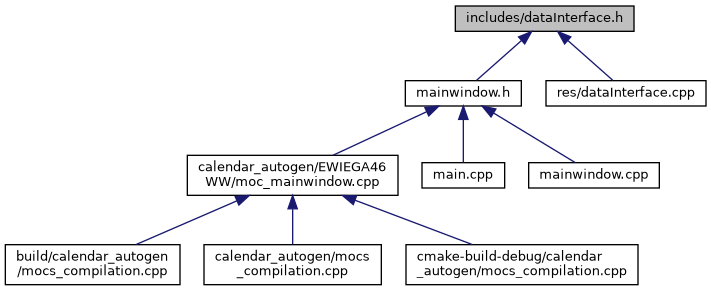 includes/dataInterface.h
mainwindow.h
res/dataInterface.cpp
calendar_autogen/EWIEGA46
WW/moc_mainwindow.cpp
main.cpp
mainwindow.cpp
build/calendar_autogen
/mocs_compilation.cpp
calendar_autogen/mocs
_compilation.cpp
cmake-build-debug/calendar
_autogen/mocs_compilation.cpp